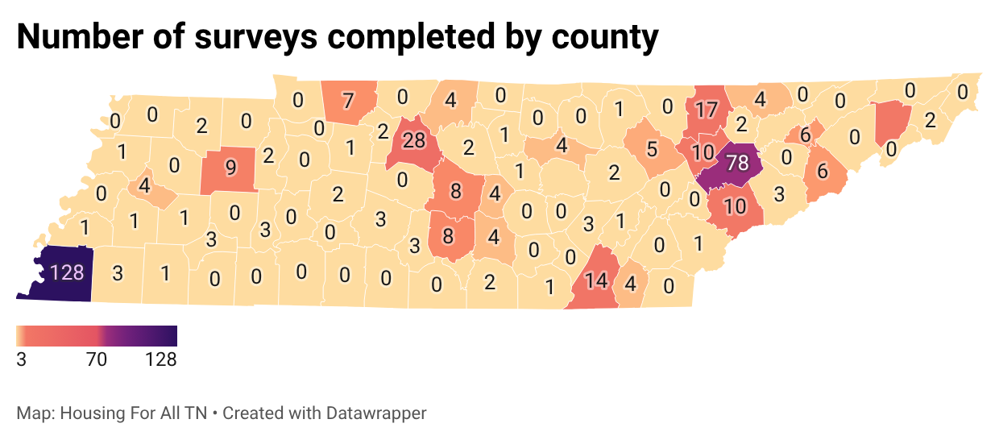 Number of surveys completed by county
0 7 0 4 0 0 0 1 0 17 4 0 0 0 0
0 0 2 0 0 2 28 2 1 4 5 10 2 6 0 2
1 0 9 2 0 1 1 78 0 6 0
0 4 2 0 8 4 2 0 0 10 3
1 1 1 0 3 0 0 3 0 0 3 1
3 3 8 4 0 0 0 1
128 3 1 0 0 0 0 0 0 2 1 14 4 0
3 70 128
Map: Housing For All TN • Created with Datawrapper